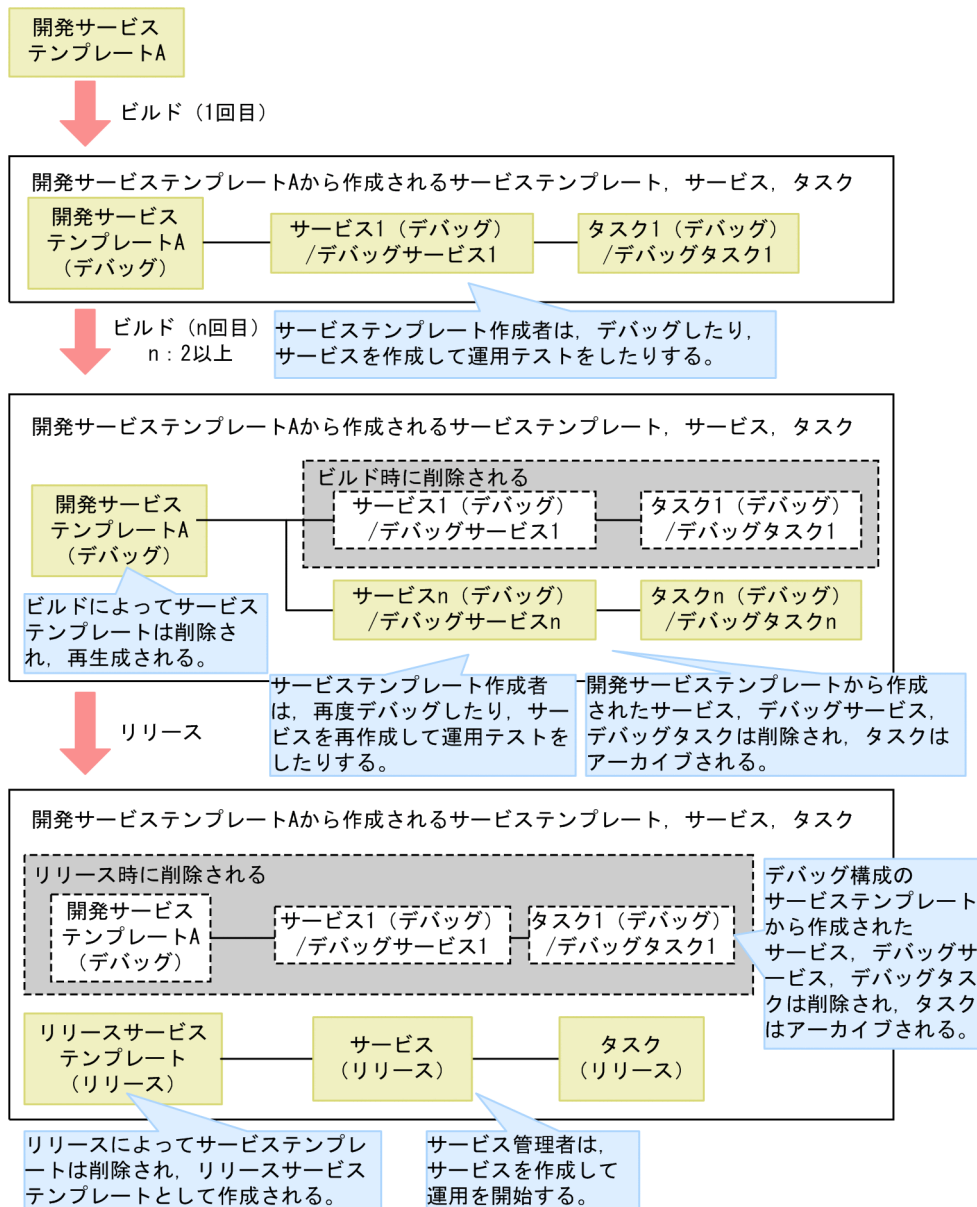 開発サービス
テンプレートA
ビルド（1回目）
開発サービステンプレートAから作成されるサービステンプレート，サービス，タスク
開発サービス
テンプレートA
（デバッグ）
サービス1（デバッグ）
/デバッグサービス1
タスク1（デバッグ）
/デバッグタスク1
ビルド（n回目）
n：2以上
サービステンプレート作成者は，デバッグしたり，
サービスを作成して運用テストをしたりする。
開発サービステンプレートAから作成されるサービステンプレート，サービス，タスク
ビルド時に削除される
開発サービス
テンプレートA
（デバッグ）
サービス1（デバッグ）
/デバッグサービス1
タスク1（デバッグ）
/デバッグタスク1
サービスn（デバッグ）
/デバッグサービスn
タスクn（デバッグ）
/デバッグタスクn
ビルドによってサービス
テンプレートは削除さ
れ，再生成される。
サービステンプレート作成者
は，再度デバッグしたり，サー
ビスを再作成して運用テストを
したりする。
開発サービステンプレートから作成
されたサービス，デバッグサービス，
デバッグタスクは削除され，タスクは
アーカイブされる。
リリース
開発サービステンプレートAから作成されるサービステンプレート，サービス，タスク
リリース時に削除される
開発サービス
テンプレートA
（デバッグ）
サービス1（デバッグ）
/デバッグサービス1
タスク1（デバッグ）
/デバッグタスク1
デバッグ構成の
サービステンプレート
から作成された
サービス，デバッグサ
ービス，デバッグタス
クは削除され，タスク
はアーカイブされる。
リリースサービス
テンプレート
（リリース）
サービス
（リリース）
タスク
（リリース）
リリースによってサービステンプレ
ートは削除され，リリースサービス
テンプレートとして作成される。
サービス管理者は，
サービスを作成して
運用を開始する。